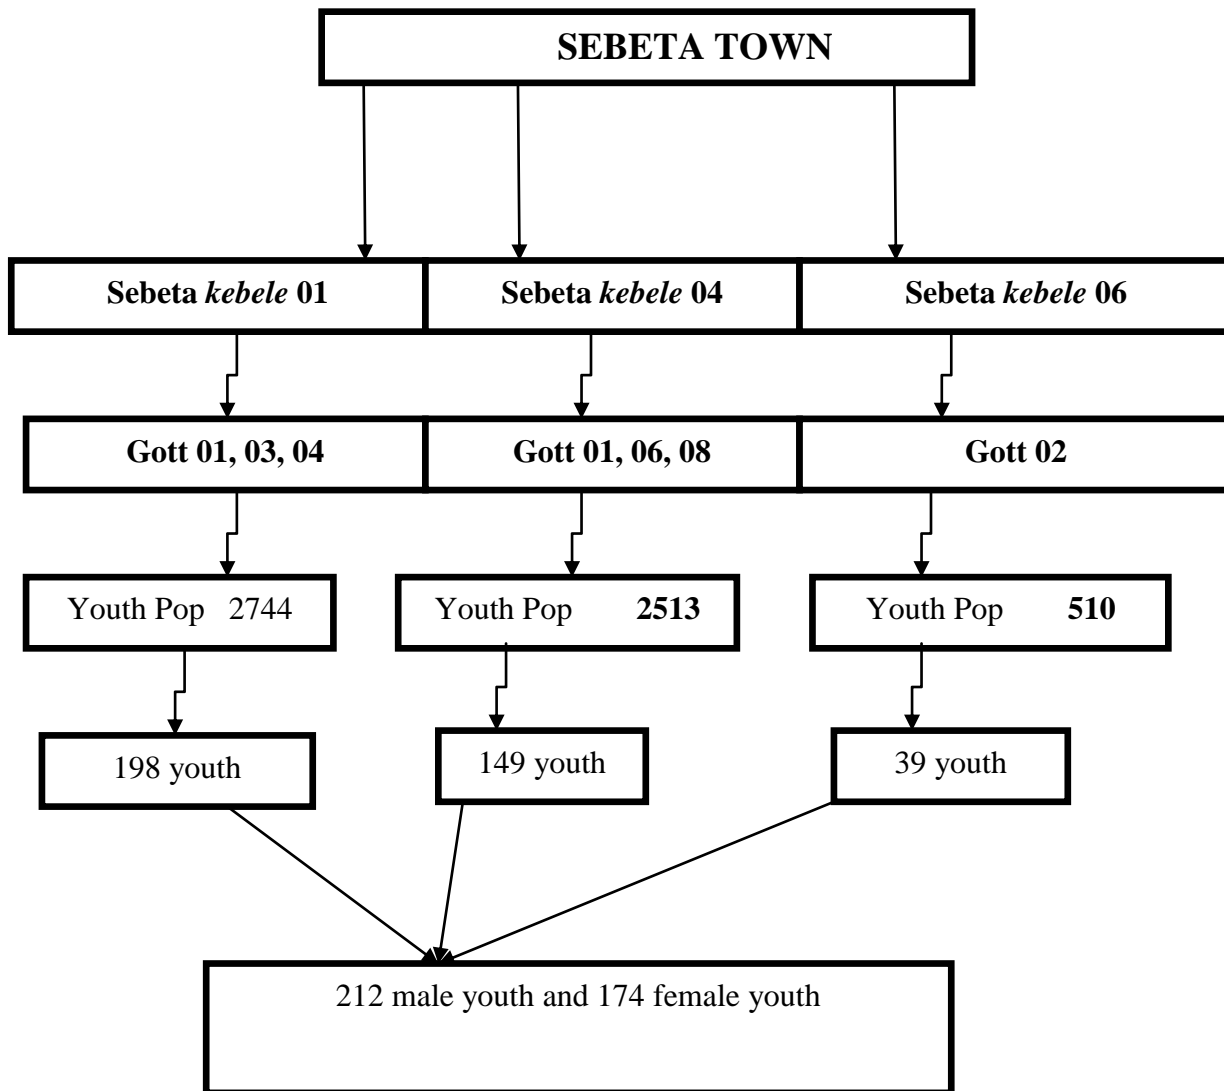 SEBETA TOWN
Sebeta kebele 01
Sebeta kebele 04
Sebeta kebele 06
Gott 01, 03, 04
Gott 01, 06, 08
Gott 02
Youth Pop 2744
Youth Pop 2513
Youth Pop 510
198 youth
149 youth
39 youth
212 male youth and 174 female youth